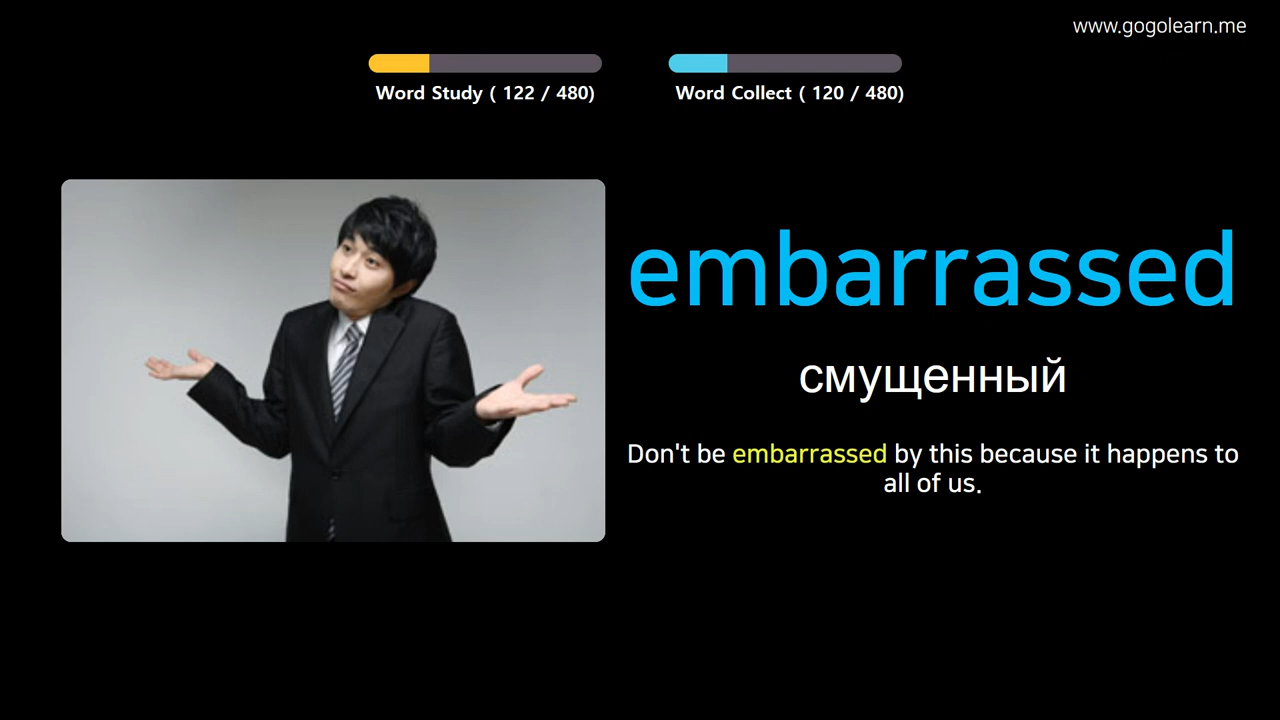 www.gogolearn.me
Word Study ( 122 / 480)
Word Collect ( 120 / 480)
embarrassed
смущенный
Don't be embarrassed by this because it happens to
all of us.